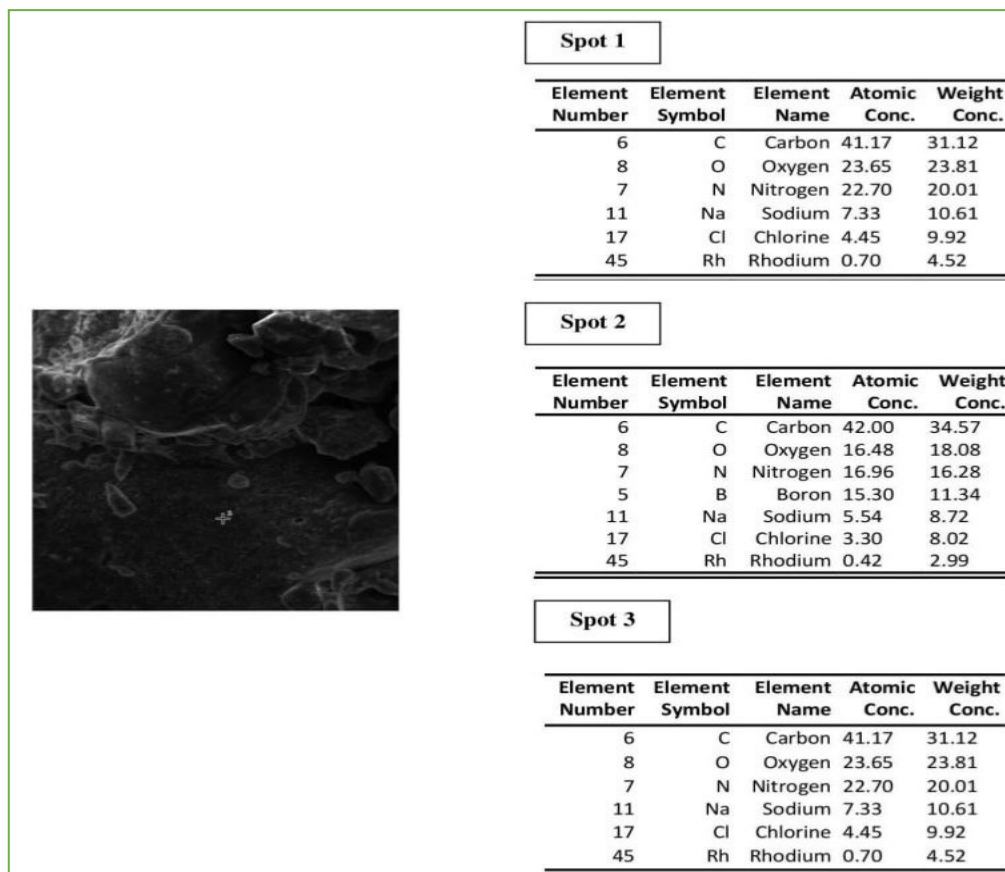 Spot 1
Element Element Element Atomic Weight
Number Symbol Name Conc. Conc.
6 C Carbon 41.17 31.12
8 O Oxygen 23.65 23.81
7 N Nitrogen 22.70 20.01
11 Na Sodium 7.33 10.61
17 Cl Chlorine 4.45 9.92
45 Rh Rhodium 0.70 4.52
Spot 2
Element Element Element Atomic Weight
Number Symbol Name Conc. Conc.
6 C Carbon 42.00 34.57
8 O Oxygen 16.48 18.08
7 N Nitrogen 16.96 16.28
5 B Boron 15.30 11.34
11 Na Sodium 5.54 8.72
17 Cl Chlorine 3.30 8.02
45 Rh Rhodium 0.42 2.99
Spot 3
Element Element Element Atomic Weight
Number Symbol Name Conc. Conc.
6 C Carbon 41.17 31.12
8 O Oxygen 23.65 23.81
7 N Nitrogen 22.70 20.01
11 Na Sodium 7.33 10.61
17 Cl Chlorine 4.45 9.92
45 Rh Rhodium 0.70 4.52